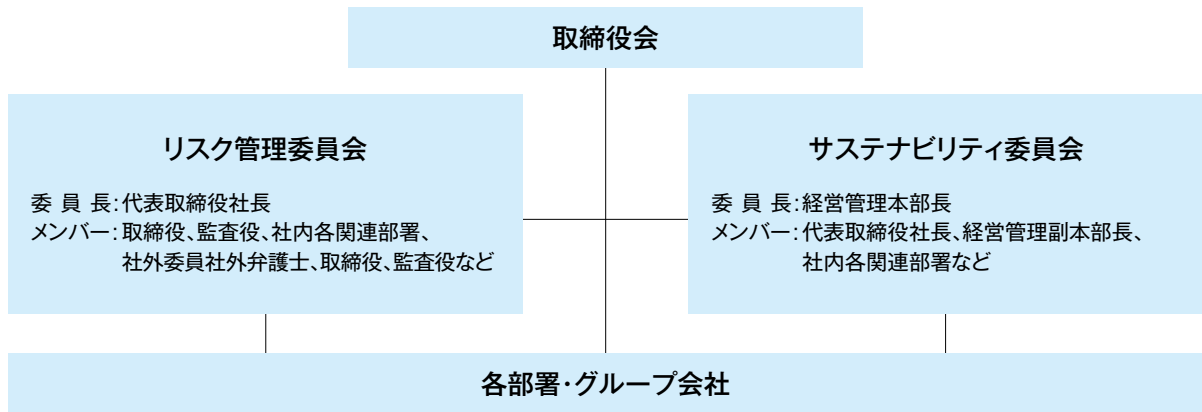 取締役会
リスク管理委員会
委員長:代表取締役社長
メンバー:取締役、監査役、社内各関連部署、
社外委員社外弁護士、取締役、監査役など
サステナビリティ委員会
委員長:経営管理本部長
メンバー:代表取締役社長、経営管理副本部長、
社内各関連部署など
各部署・グループ会社